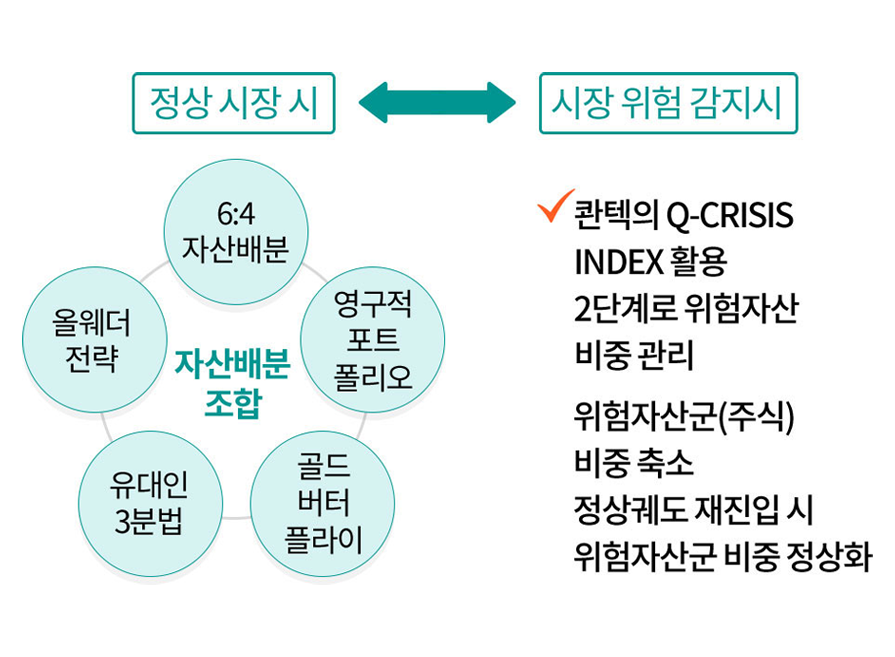 정상 시장 시
시장 위험 감지시
6:4
자산배분
영구적
포트
폴리오
골드
버터
플라이
유대인
3분법
올웨더
전략
자산배분
조합
콴텍의 Q-CRISIS
INDEX 활용
2단계로 위험자산
비중 관리
위험자산군(주식)
비중 축소
정상궤도 재진입 시
위험자산군 비중 정상화